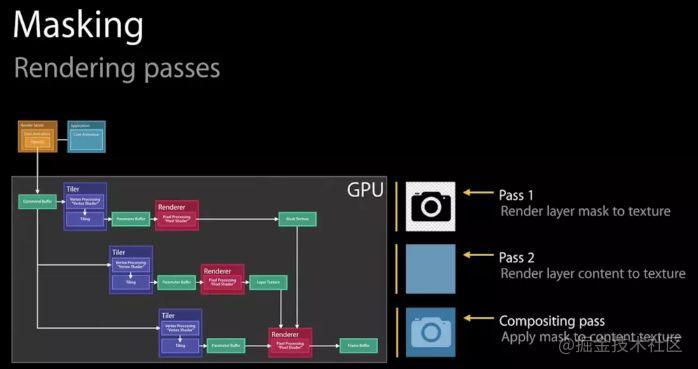 Masking
Rendering passes
Render Server
Core Animation
Application
Core Animation
GPU
Command Buffer
Tiler
Vertex Processing
"Vertex Shader"
Tiling
Parameter Buffer
Renderer
Pixel Processing
"Pixel Shader"
Mask Texture
Tiler
Vertex Processing
"Vertex Shader"
Tiling
Parameter Buffer
Renderer
Pixel Processing
"Pixel Shader"
Layer Texture
Tiler
Vertex Processing
"Vertex Shader"
Tiling
Parameter Buffer
Renderer
Pixel Processing
"Pixel Shader"
Frame Buffer
Pass 1
Render layer mask to texture
Pass 2
Render layer content to texture
Compositing pass
Apply mask to content texture
@掘金技术社区